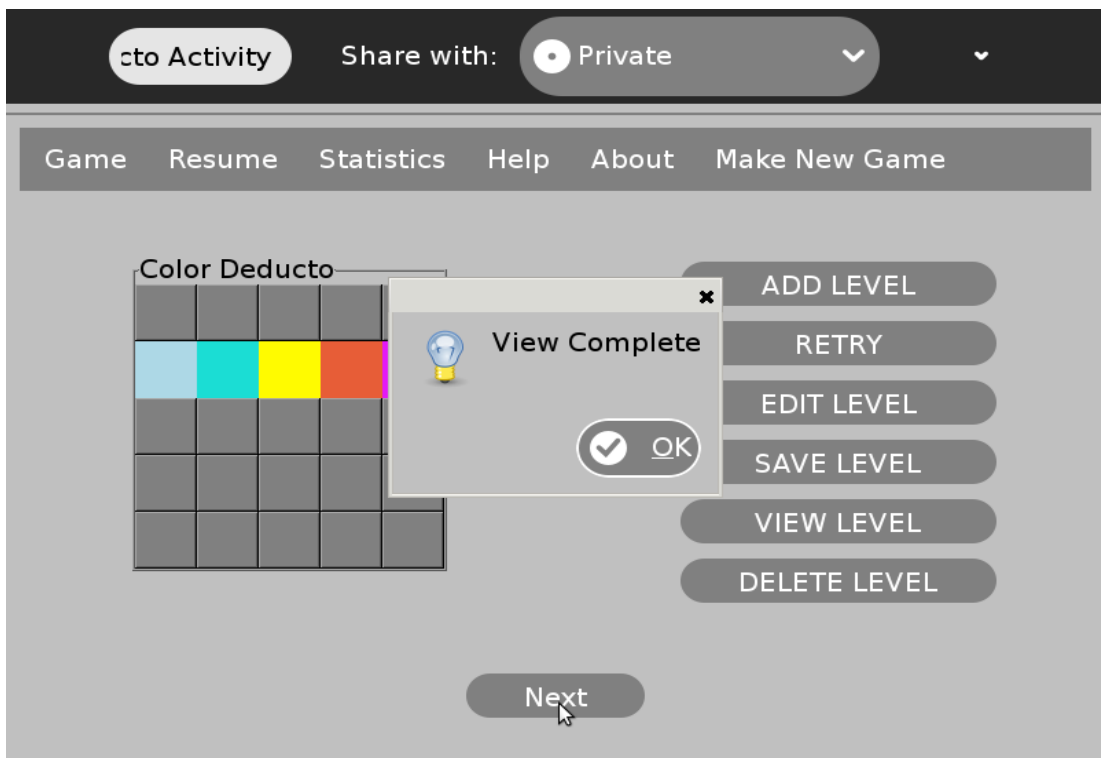 cto Activity Share with: Private
Game Resume Statistics Help About Make New Game
Color Deducto
ADD LEVEL
View Complete
RETRY
EDIT LEVEL
OK
SAVE LEVEL
VIEW LEVEL
DELETE LEVEL
Next